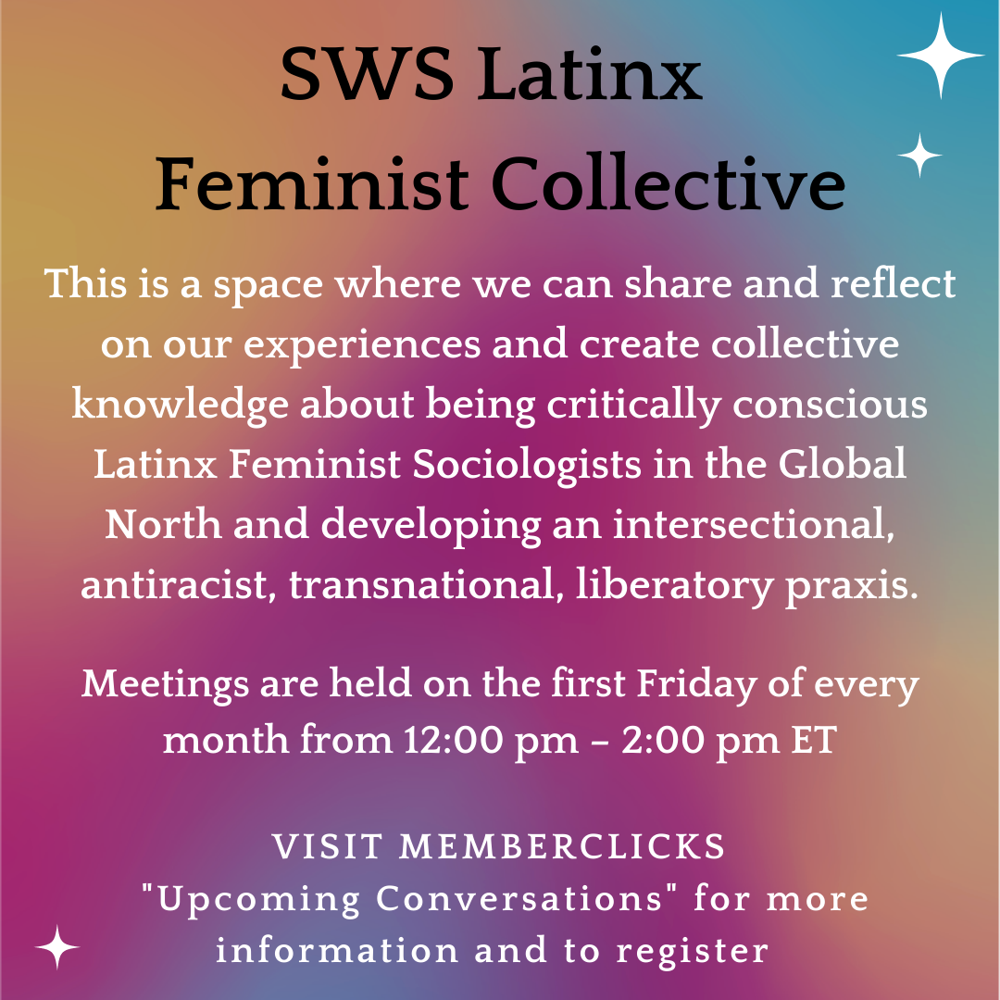 SWS Latinx
Feminist Collective
This is a space where we can share and reflect
on our experiences and create collective
knowledge about being critically conscious
Latinx Feminist Sociologists in the Global
North and developing an intersectional,
antiracist, transnational, liberatory praxis.
Meetings are held on the first Friday of every
month from 12:00 pm – 2:00 pm ET
VISIT MEMBERCLICKS
"Upcoming Conversations" for more
information and to register